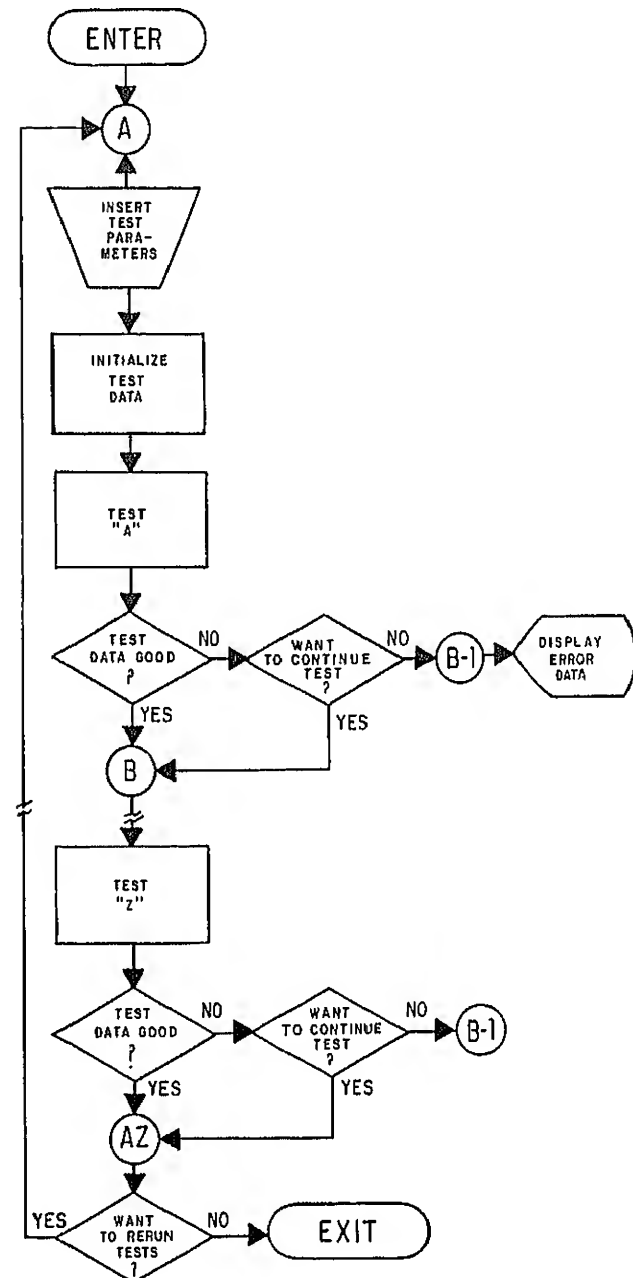 ENTER
A
INSERT
TEST
PARA-
METERS
INITIALIZE
TEST
DATA
TEST
"A"
TEST
DATA GOOD
?
NO
WANT
TO CONTINUE
TEST
?
NO
B-1
DISPLAY
ERROR
DATA
YES
YES
B
TEST
"Z"
TEST
DATA GOOD
?
NO
WANT
TO CONTINUE
TEST
?
NO
B-1
YES
YES
AZ
YES
WANT
TO RERUN
TESTS
?
NO
EXIT